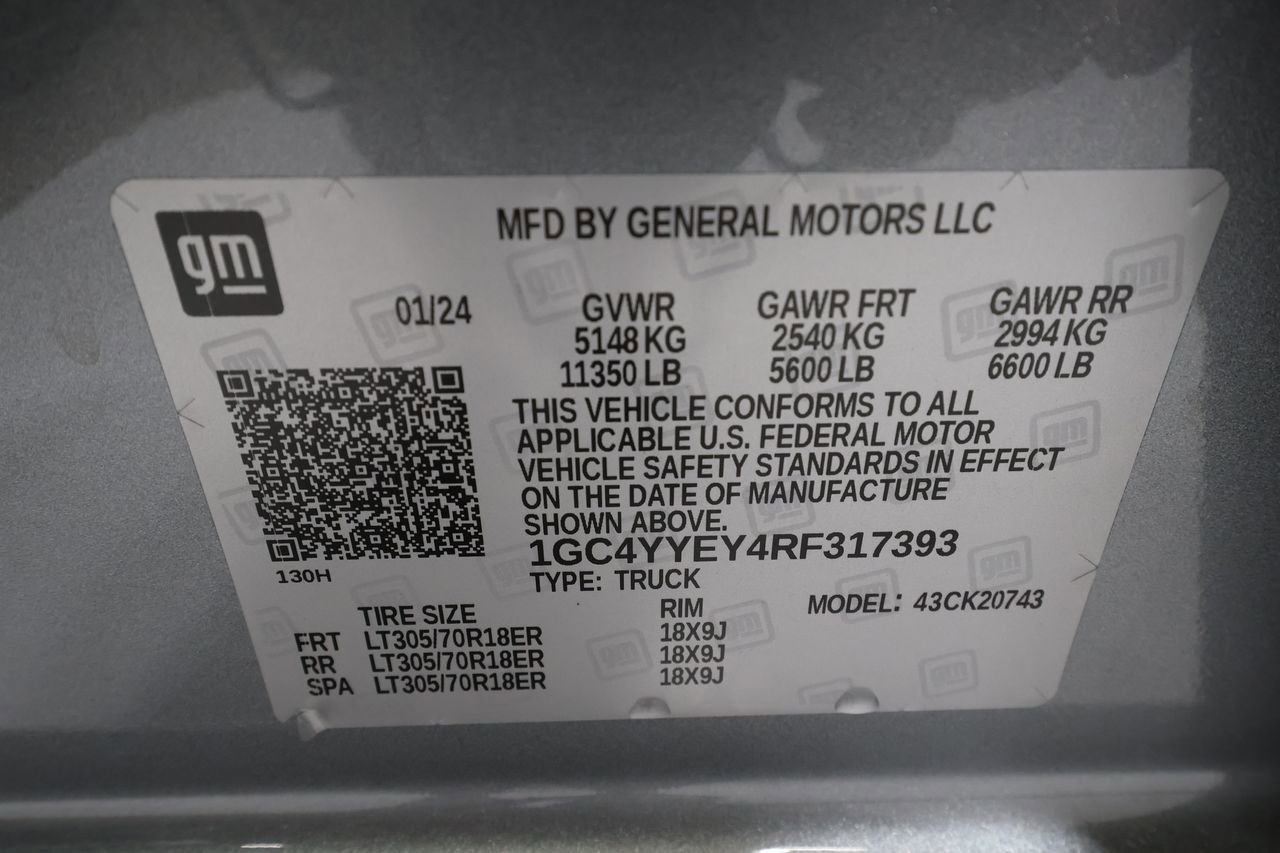 gm
MFD BY GENERAL MOTORS LLC
01/24 GVWR GAWR FRT GAWR RR
5148 KG 2540 KG 2994 KG
11350 LB 5600 LB 6600 LB
THIS VEHICLE CONFORMS TO ALL
APPLICABLE U.S. FEDERAL MOTOR
VEHICLE SAFETY STANDARDS IN EFFECT
ON THE DATE OF MANUFACTURE
SHOWN ABOVE.
1GC4YYEY4RF317393
130H
TYPE: TRUCK
TIRE SIZE RIM MODEL: 43CK20743
FRT LT305/70R18ER 18X9J
RR LT305/70R18ER 18X9J
SPA LT305/70R18ER 18X9J